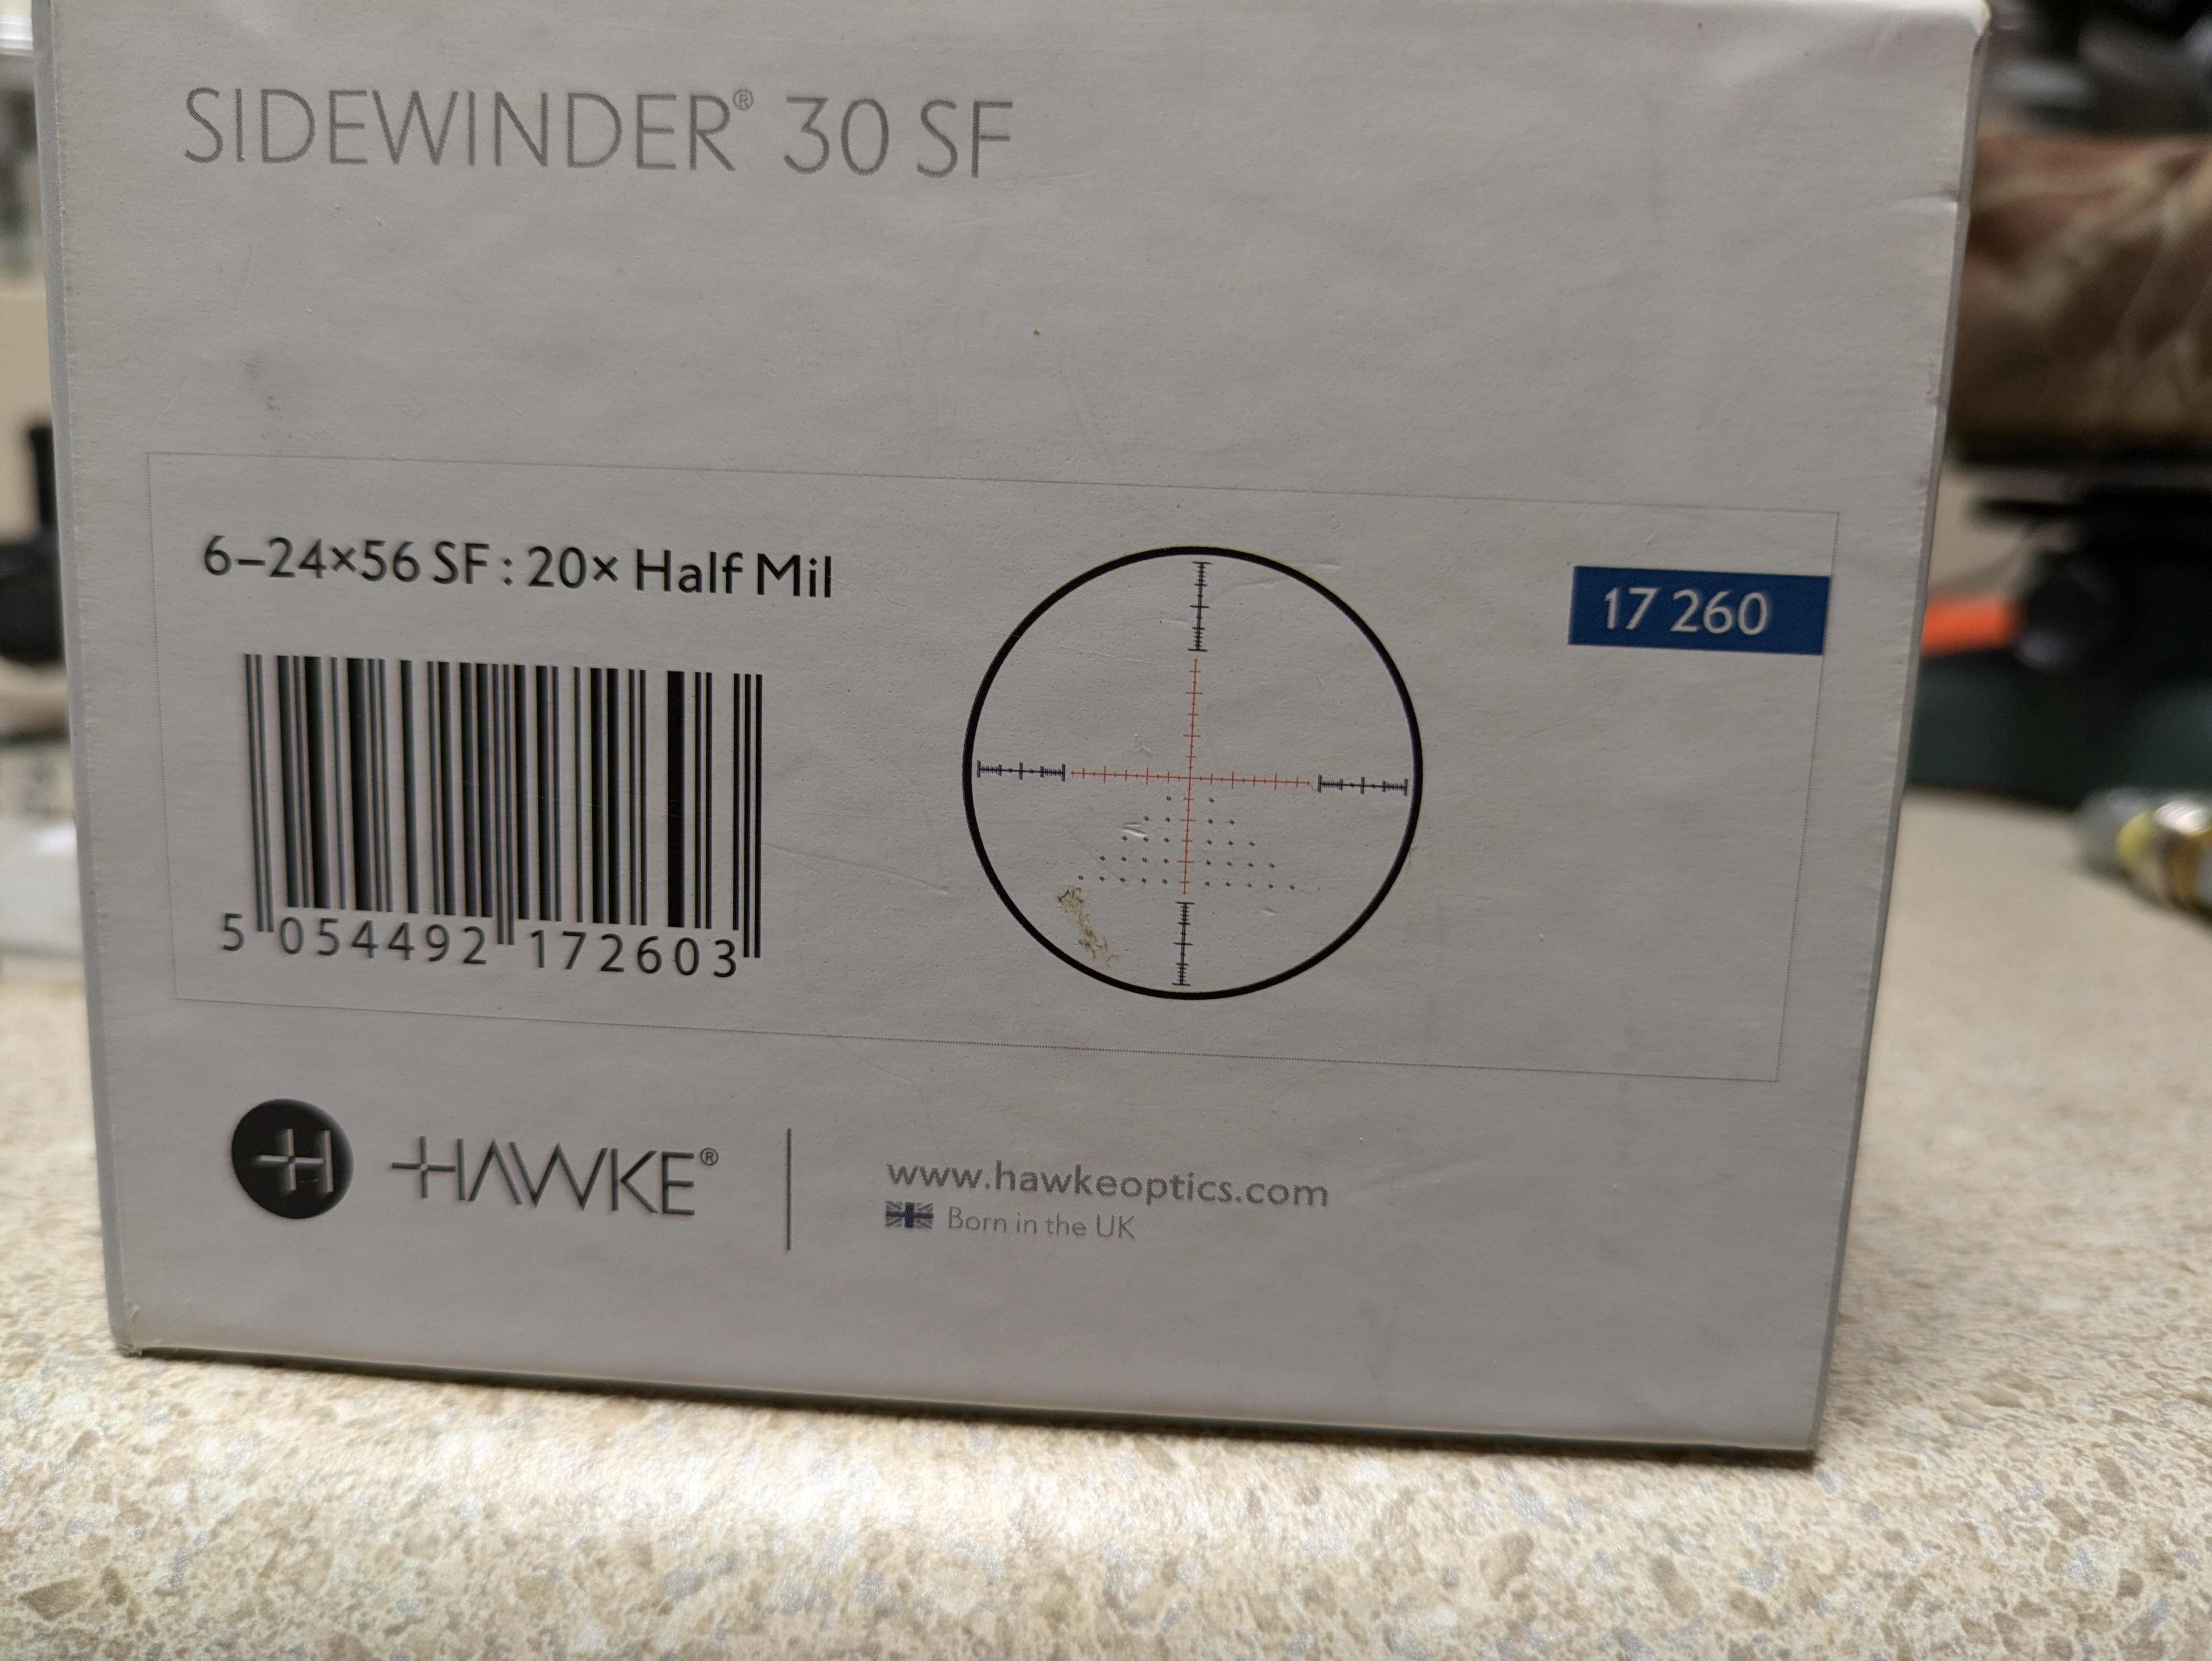 SIDEWINDER® 30 SF
6–24×56 SF : 20× Half Mil
17 260
5 054492 172603
HAWKE®
www.hawkeoptics.com
Born in the UK